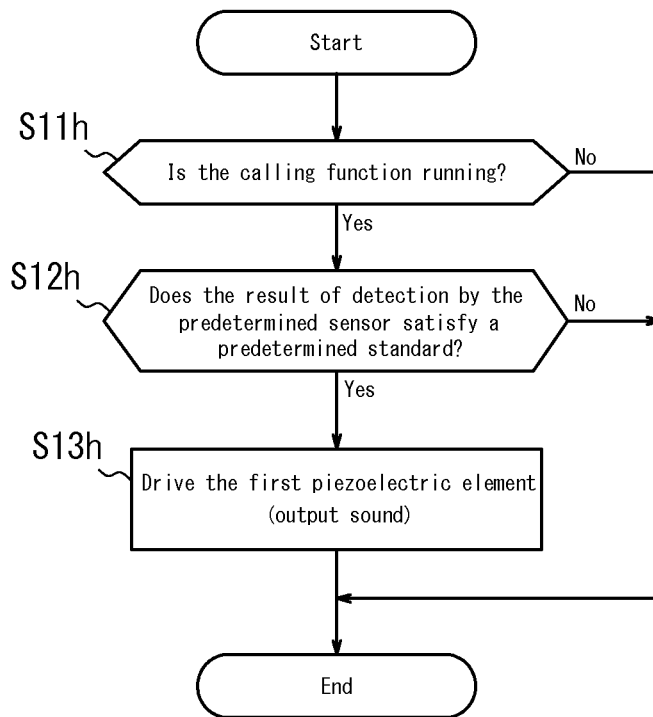 Start
S11h
Is the calling function running?
No
Yes
S12h
Does the result of detection by the
predetermined sensor satisfy a
predetermined standard?
No
Yes
S13h
Drive the first piezoelectric element
(output sound)
End